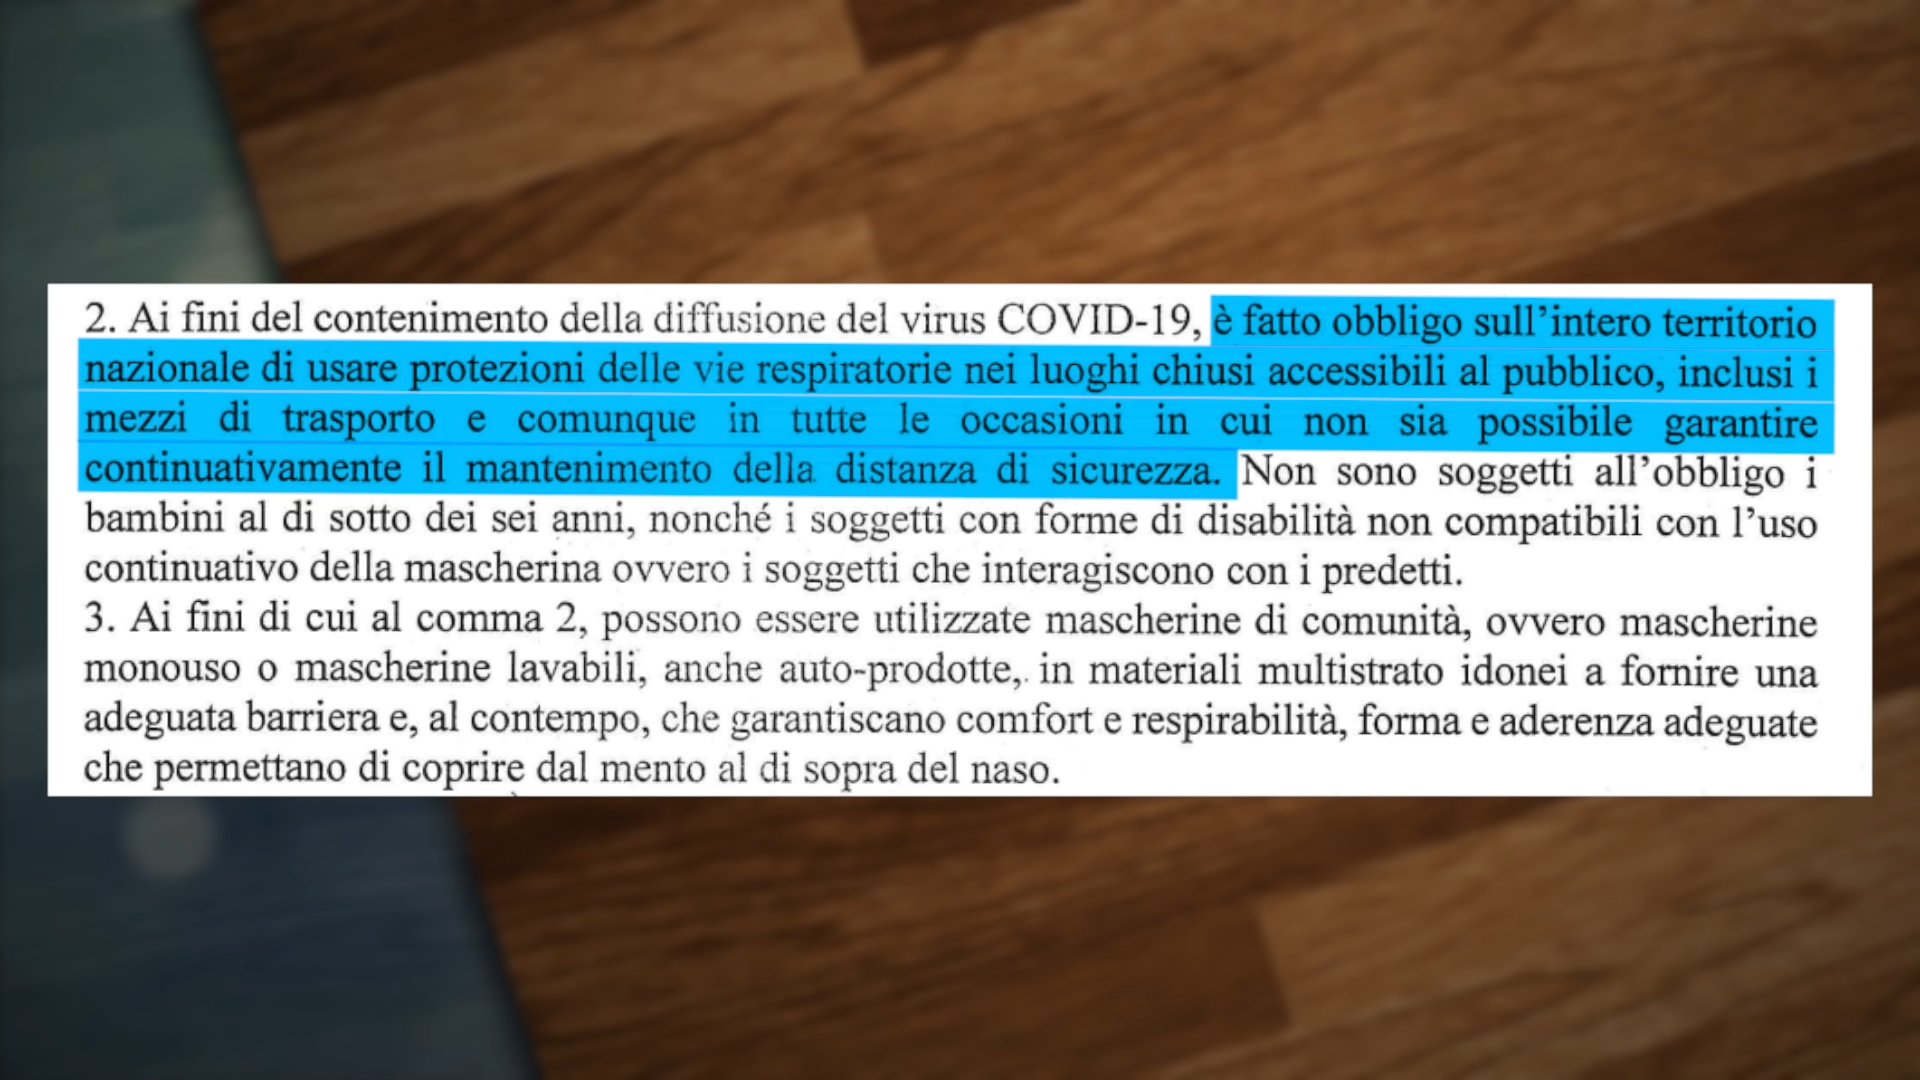 2. Ai fini del contenimento della diffusione del virus COVID-19, è fatto obbligo sull'intero territorio
nazionale di usare protezioni delle vie respiratorie nei luoghi chiusi accessibili al pubblico, inclusi i
mezzi di trasporto e comunque in tutte le occasioni in cui non sia possibile garantire
continuativamente il mantenimento della distanza di sicurezza. Non sono soggetti all'obbligo i
bambini al di sotto dei sei anni, nonché i soggetti con forme di disabilità non compatibili con l'uso
continuativo della mascherina ovvero i soggetti che interagiscono con i predetti.
3. Ai fini di cui al comma 2, possono essere utilizzate mascherine di comunità, ovvero mascherine
monouso o mascherine lavabili, anche auto-prodotte, in materiali multistrato idonei a fornire una
adeguata barriera e, al contempo, che garantiscano comfort e respirabilità, forma e aderenza adeguate
che permettano di coprire dal mento al di sopra del naso.